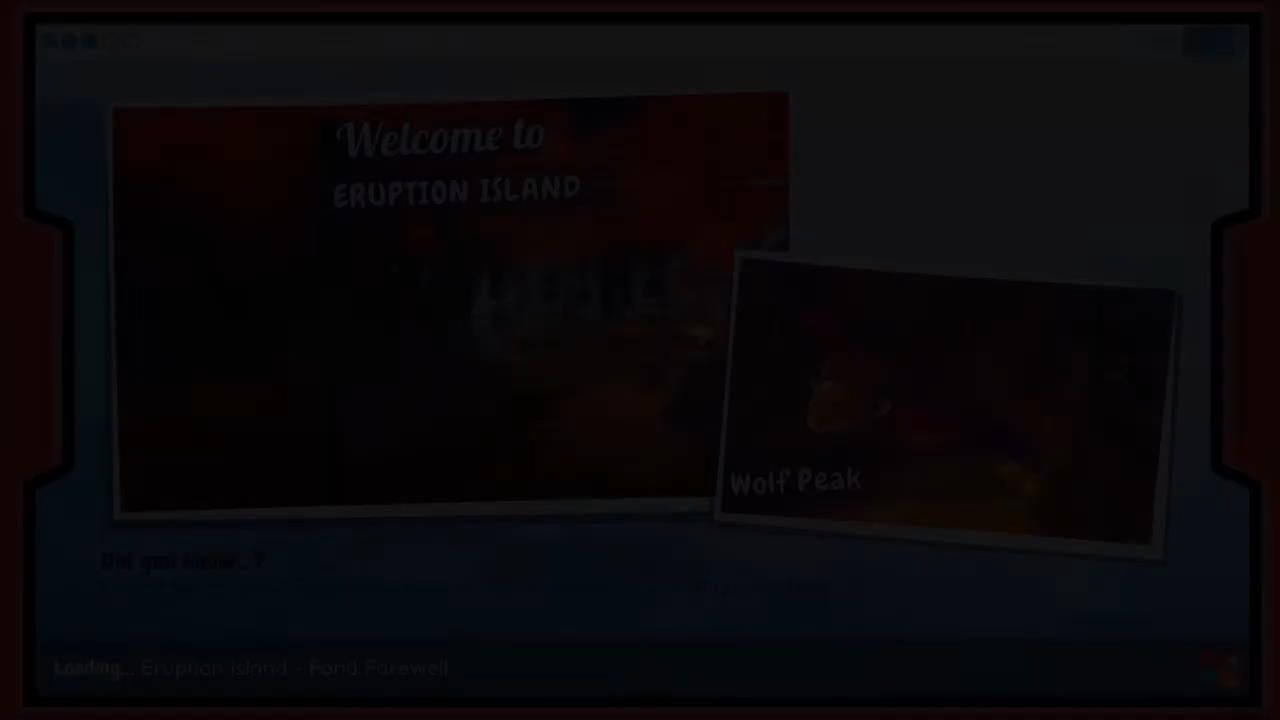 Welcome to
ERUPTION ISLAND
Wolf Peak
Did you know...?
Loading... Eruption Island - Fond Farewell